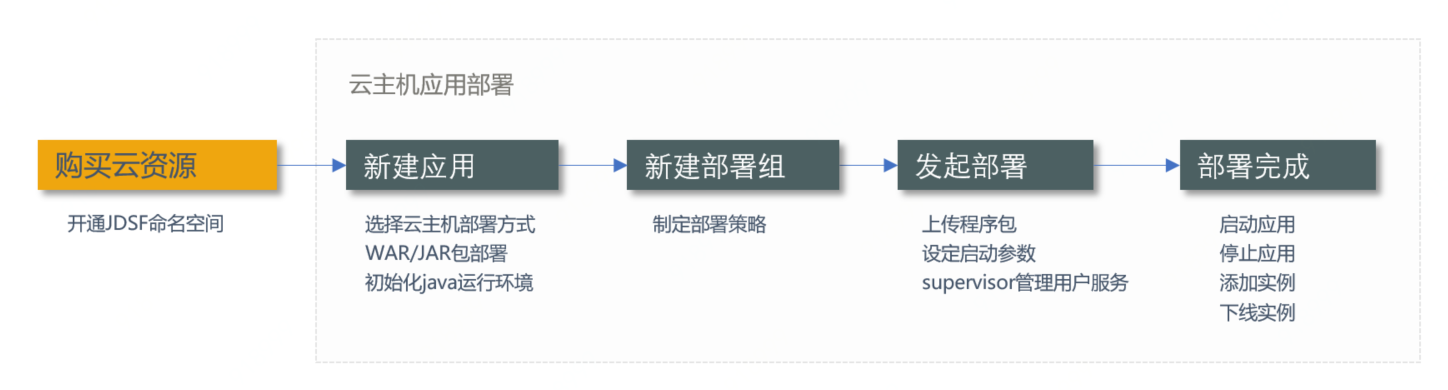 云主机应用部署
购买云资源
新建应用
新建部署组
发起部署
部署完成
开通JDSF命名空间
选择云主机部署方式
WAR/JAR包部署
初始化java运行环境
制定部署策略
上传程序包
设定启动参数
supervisor管理用户服务
启动应用
停止应用
添加实例
下线实例